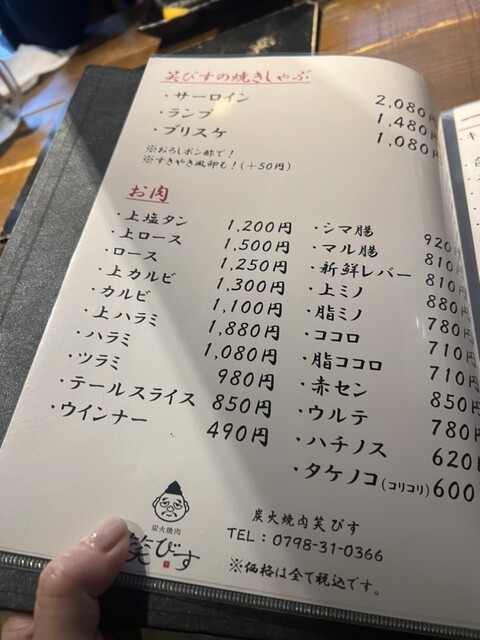 笑びすの焼きしゃぶ
・サーロイン 2,080円
・ランプ 1,480円
・ブリスケ 1,080円
※おろしポン酢で!
※すきやき風卵も!(+50円)
お肉
・上塩タン 1,200円
・上ロース 1,500円
・ロース 1,250円
・上カルビ 1,300円
・カルビ 1,100円
・上ハラミ 1,880円
・ハラミ 1,080円
・ツラミ 980円
・テールスライス 850円
・ウインナー 490円
・シマ腸 920
・マル腸 810
・新鮮レバー 810
・上ミノ 880
・脂ミノ 780
・ココロ 710
・脂ココロ 710
・赤セン 850
・ウルテ 780
・ハチノス 620
・タケノコ(コリコリ) 600
炭火焼肉
笑びす
炭火焼肉笑びす
TEL:0798-31-0366
※価格は全て税込です。